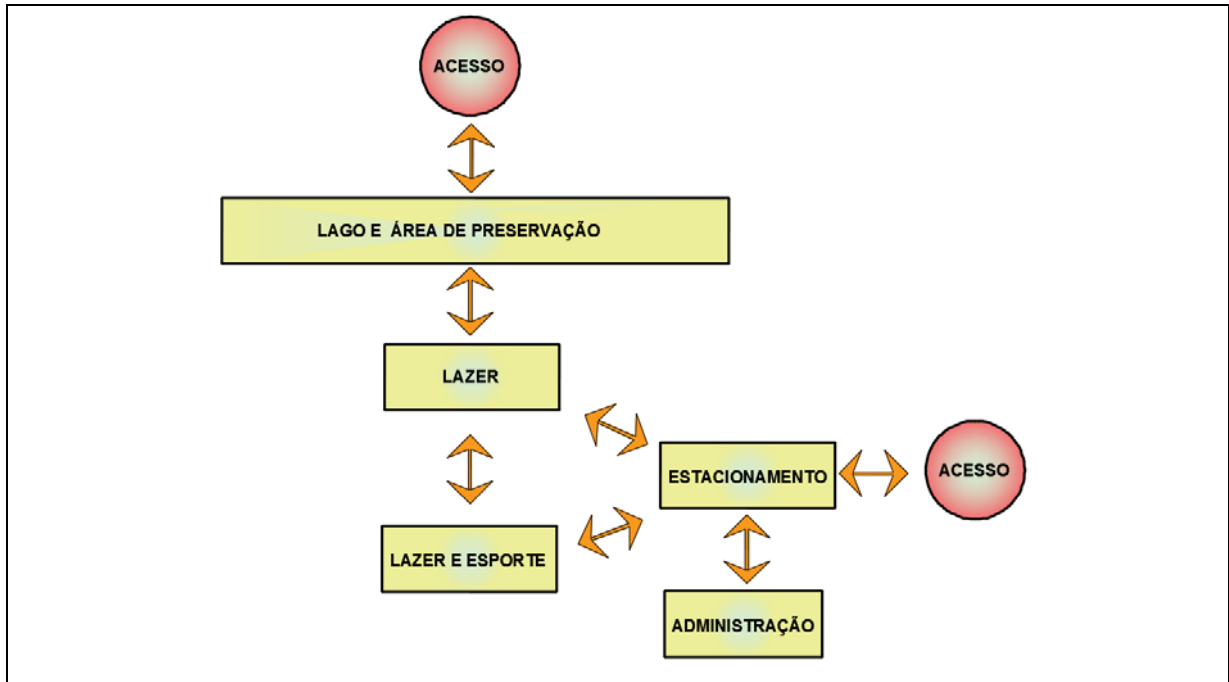 ACESSO
LAGO E ÁREA DE PRESERVAÇÃO
LAZER
ESTACIONAMENTO
ACESSO
LAZER E ESPORTE
ADMINISTRAÇÃO